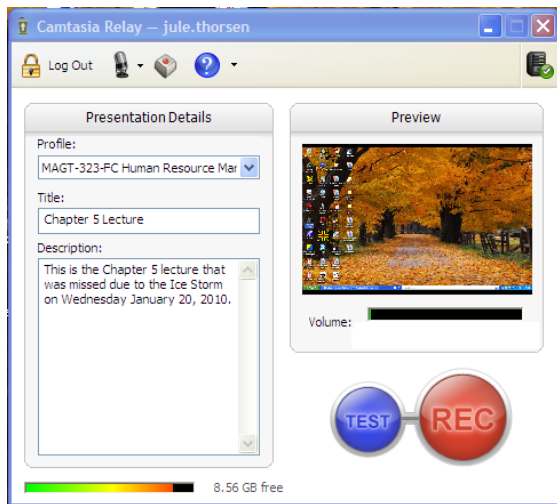 Camtasia Relay – jule.thorsen
Log Out
Presentation Details
Profile:
MAGT-323-FC Human Resource Mar
Title:
Chapter 5 Lecture
Description:
This is the Chapter 5 lecture that
was missed due to the Ice Storm
on Wednesday January 20, 2010.
8.56 GB free
Preview
Volume:
TEST
REC